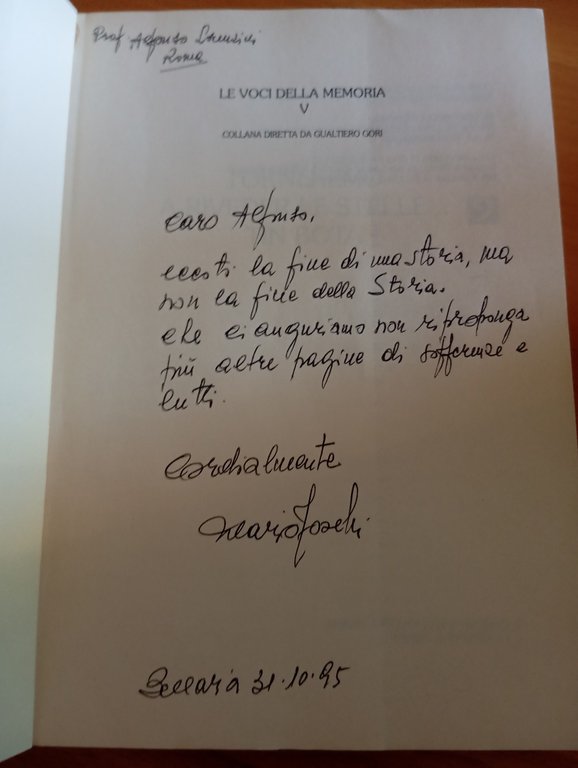 Prof. Alfonso
Roma
LE VOCI DELLA MEMORIA
V
COLLANA DIRETTA DA GUALTIERO GORI
Caro Alfonso,
eccoti la fine di una storia, ma
non la fine della Storia.
che ci auguriamo non riproponga
più altre pagine di sofferenze e
lutti.
Cordialmente
Mario Foschi
Bellaria 31.10.95